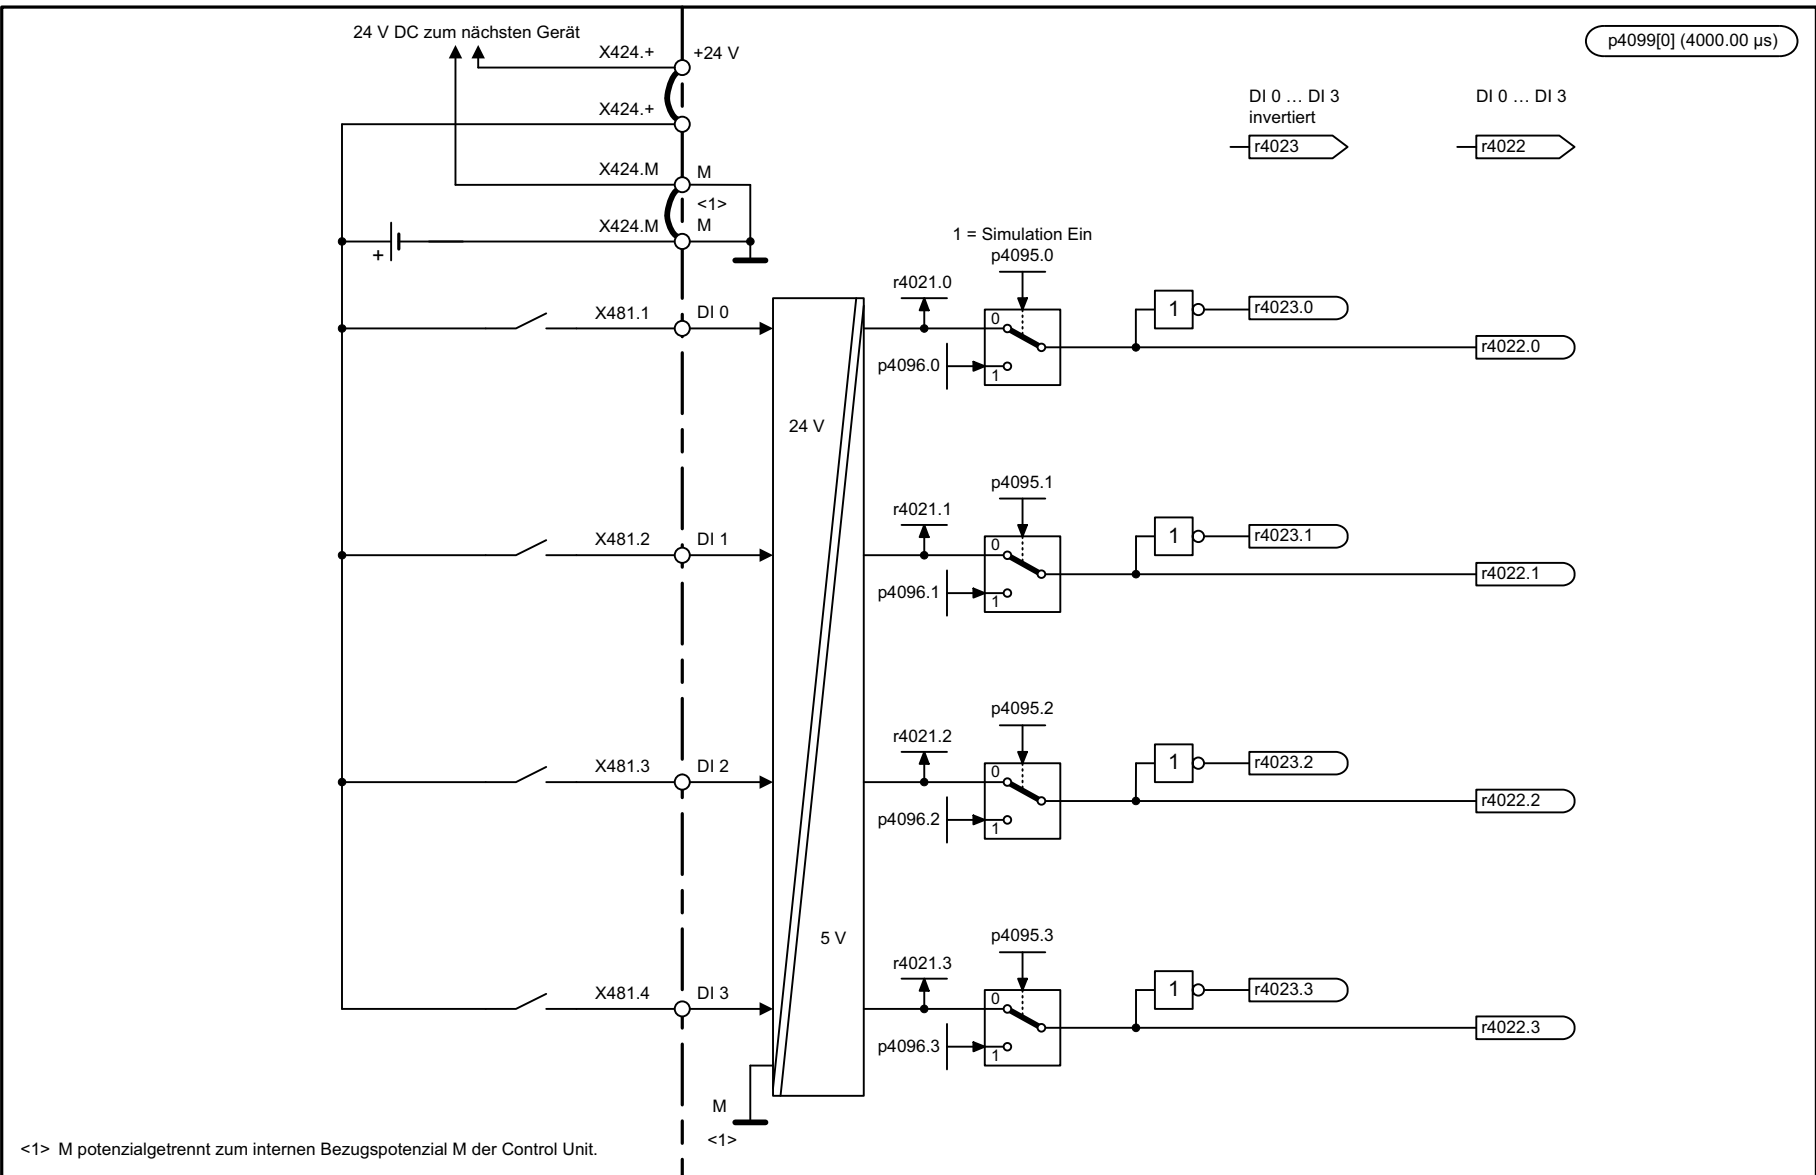 24 V DC zum nächsten Gerät
X424.+
+24 V
p4099[0] (4000.00 µs)
X424.+
DI 0 … DI 3
invertiert
DI 0 … DI 3
r4023
r4022
X424.M
M
<1>
X424.M
M
+
1 = Simulation Ein
p4095.0
r4021.0
X481.1
DI 0
0
1
r4023.0
r4022.0
p4096.0
1
24 V
p4095.1
r4021.1
X481.2
DI 1
0
1
r4023.1
r4022.1
p4096.1
1
p4095.2
r4021.2
X481.3
DI 2
0
1
r4023.2
r4022.2
p4096.2
1
5 V
p4095.3
r4021.3
X481.4
DI 3
0
1
r4023.3
r4022.3
p4096.3
1
M
<1>
<1> M potenzialgetrennt zum internen Bezugspotenzial M der Control Unit.